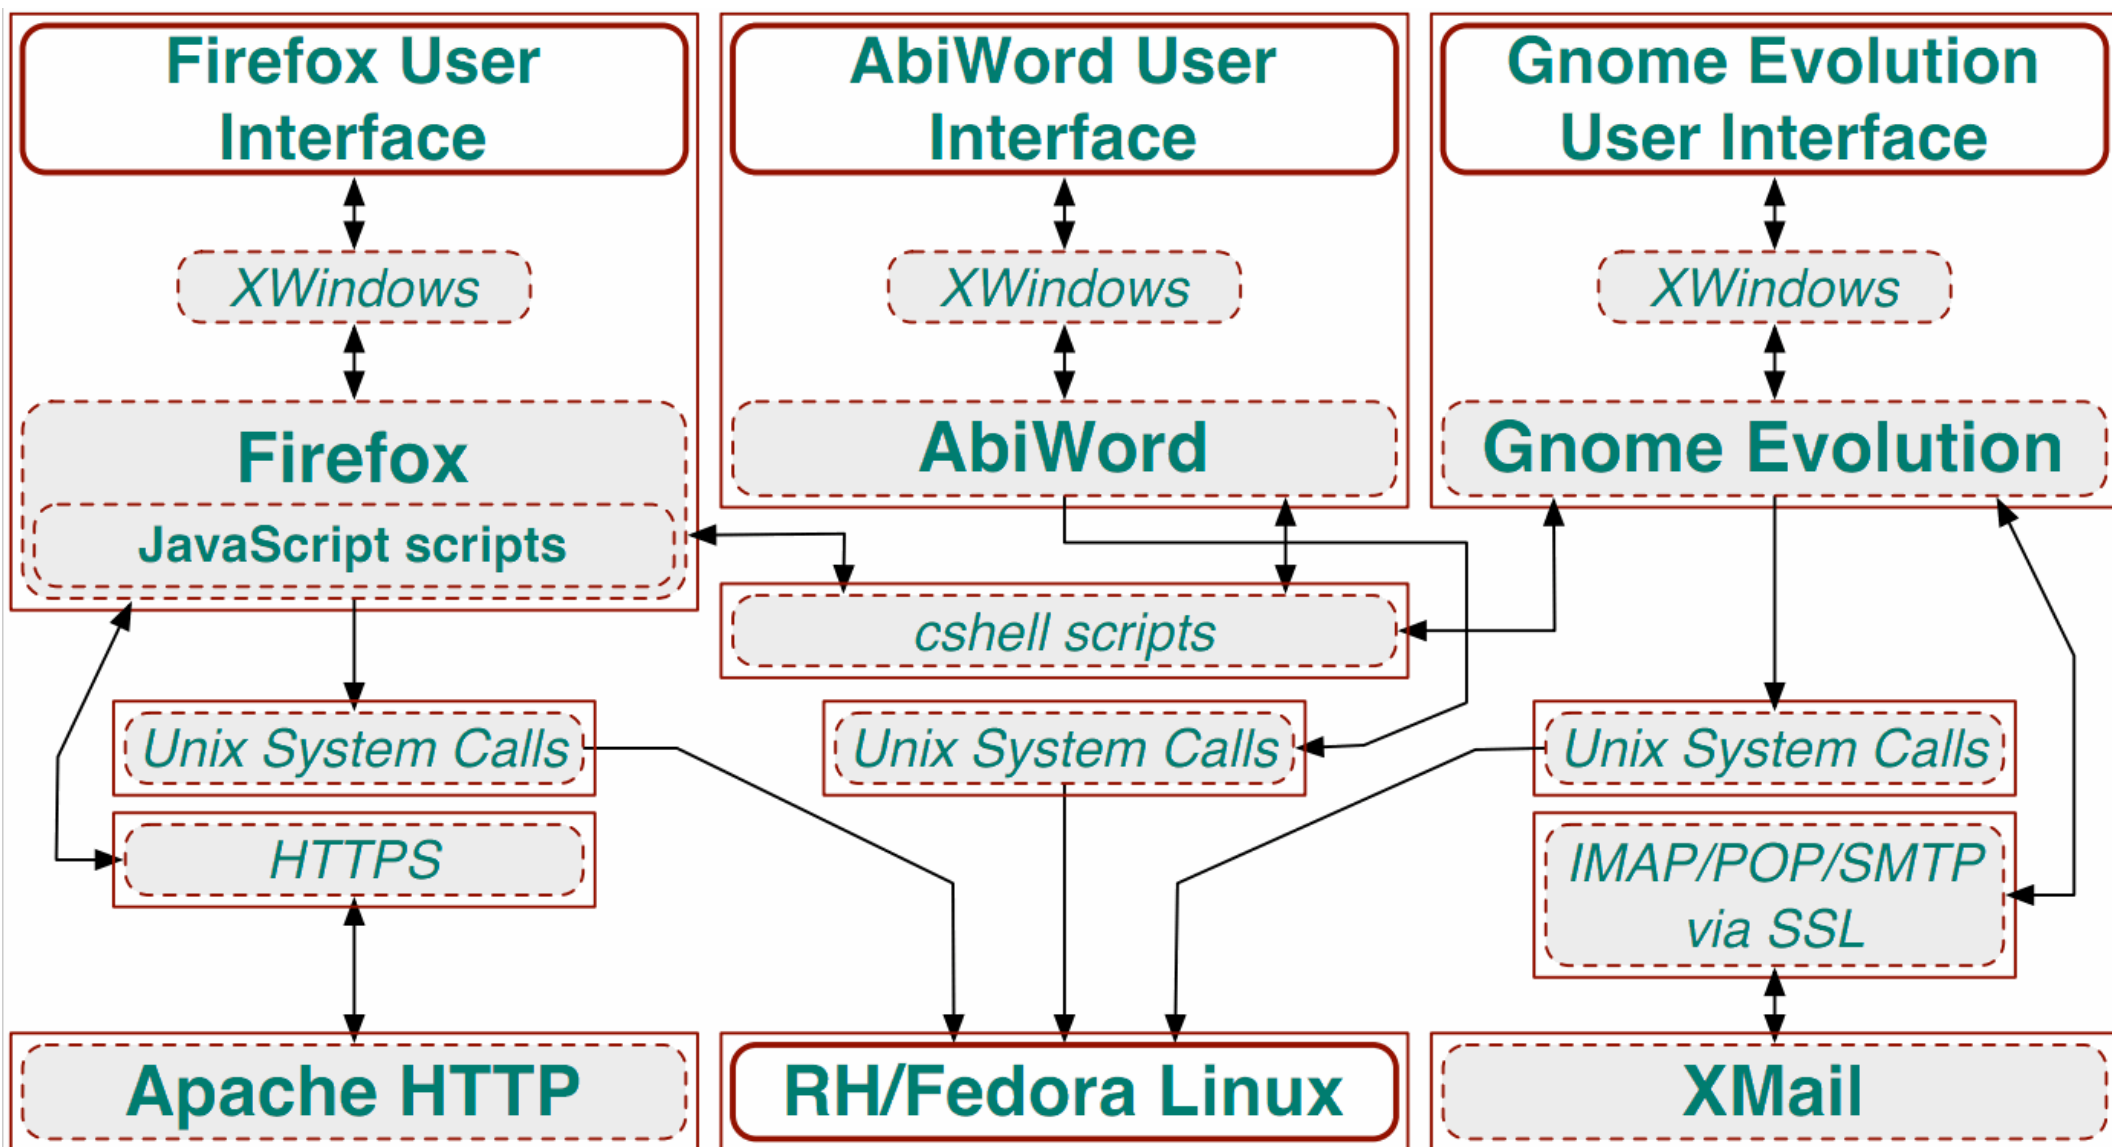 Firefox User
Interface
AbiWord User
Interface
Gnome Evolution
User Interface
XWindows
XWindows
XWindows
Firefox
JavaScript scripts
AbiWord
Gnome Evolution
cshell scripts
Unix System Calls
Unix System Calls
Unix System Calls
HTTPS
IMAP/POP/SMTP
via SSL
Apache HTTP
RH/Fedora Linux
XMail